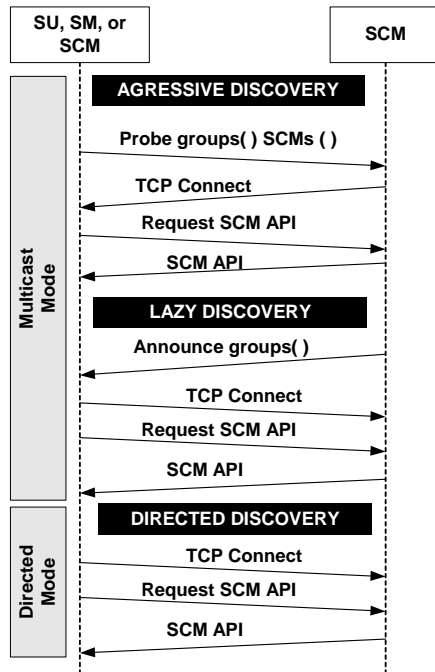 SU, SM, or
SCM
SCM
AGRESSIVE DISCOVERY
Probe groups( ) SCMs ( )
TCP Connect
Request SCM API
SCM API
Multicast
Mode
LAZY DISCOVERY
Announce groups( )
TCP Connect
Request SCM API
SCM API
DIRECTED DISCOVERY
Directed
Mode
TCP Connect
Request SCM API
SCM API